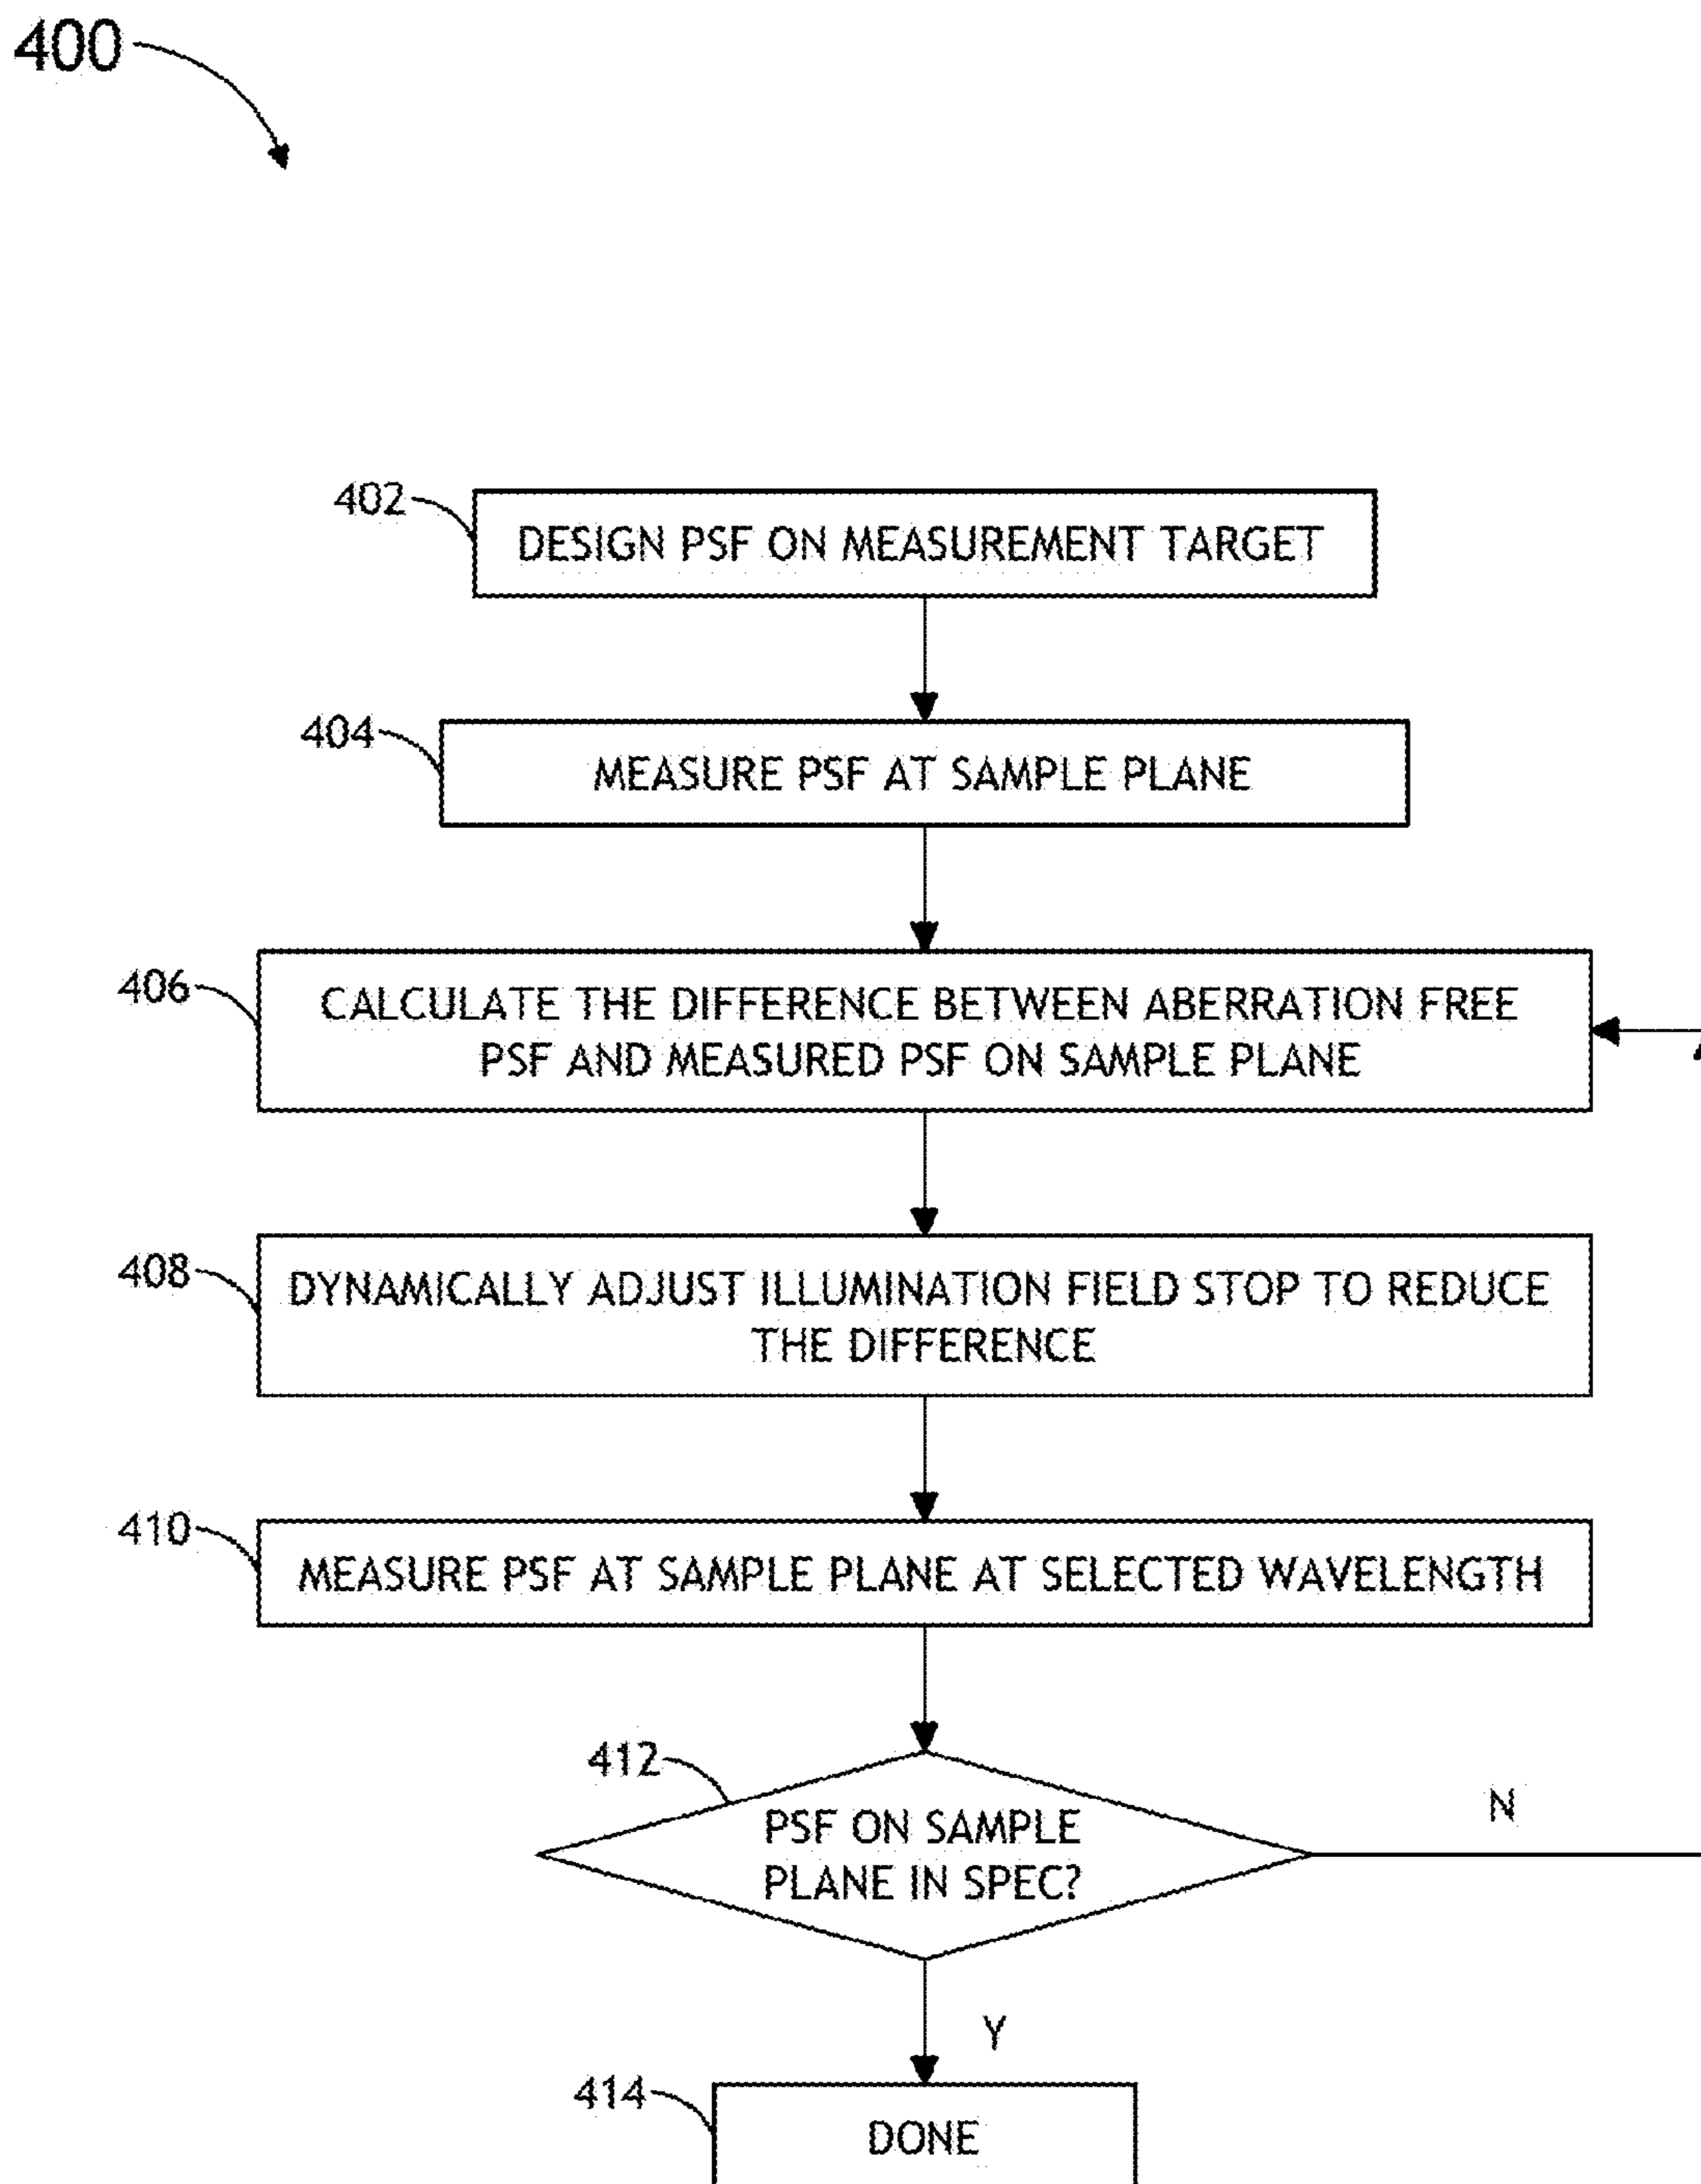 400
402
DESIGN PSF ON MEASUREMENT TARGET
404
MEASURE PSF AT SAMPLE PLANE
406
CALCULATE THE DIFFERENCE BETWEEN ABERRATION FREE
PSF AND MEASURED PSF ON SAMPLE PLANE
408
DYNAMICALLY ADJUST ILLUMINATION FIELD STOP TO REDUCE
THE DIFFERENCE
410
MEASURE PSF AT SAMPLE PLANE AT SELECTED WAVELENGTH
412
PSF ON SAMPLE
PLANE IN SPEC?
N
Y
414
DONE